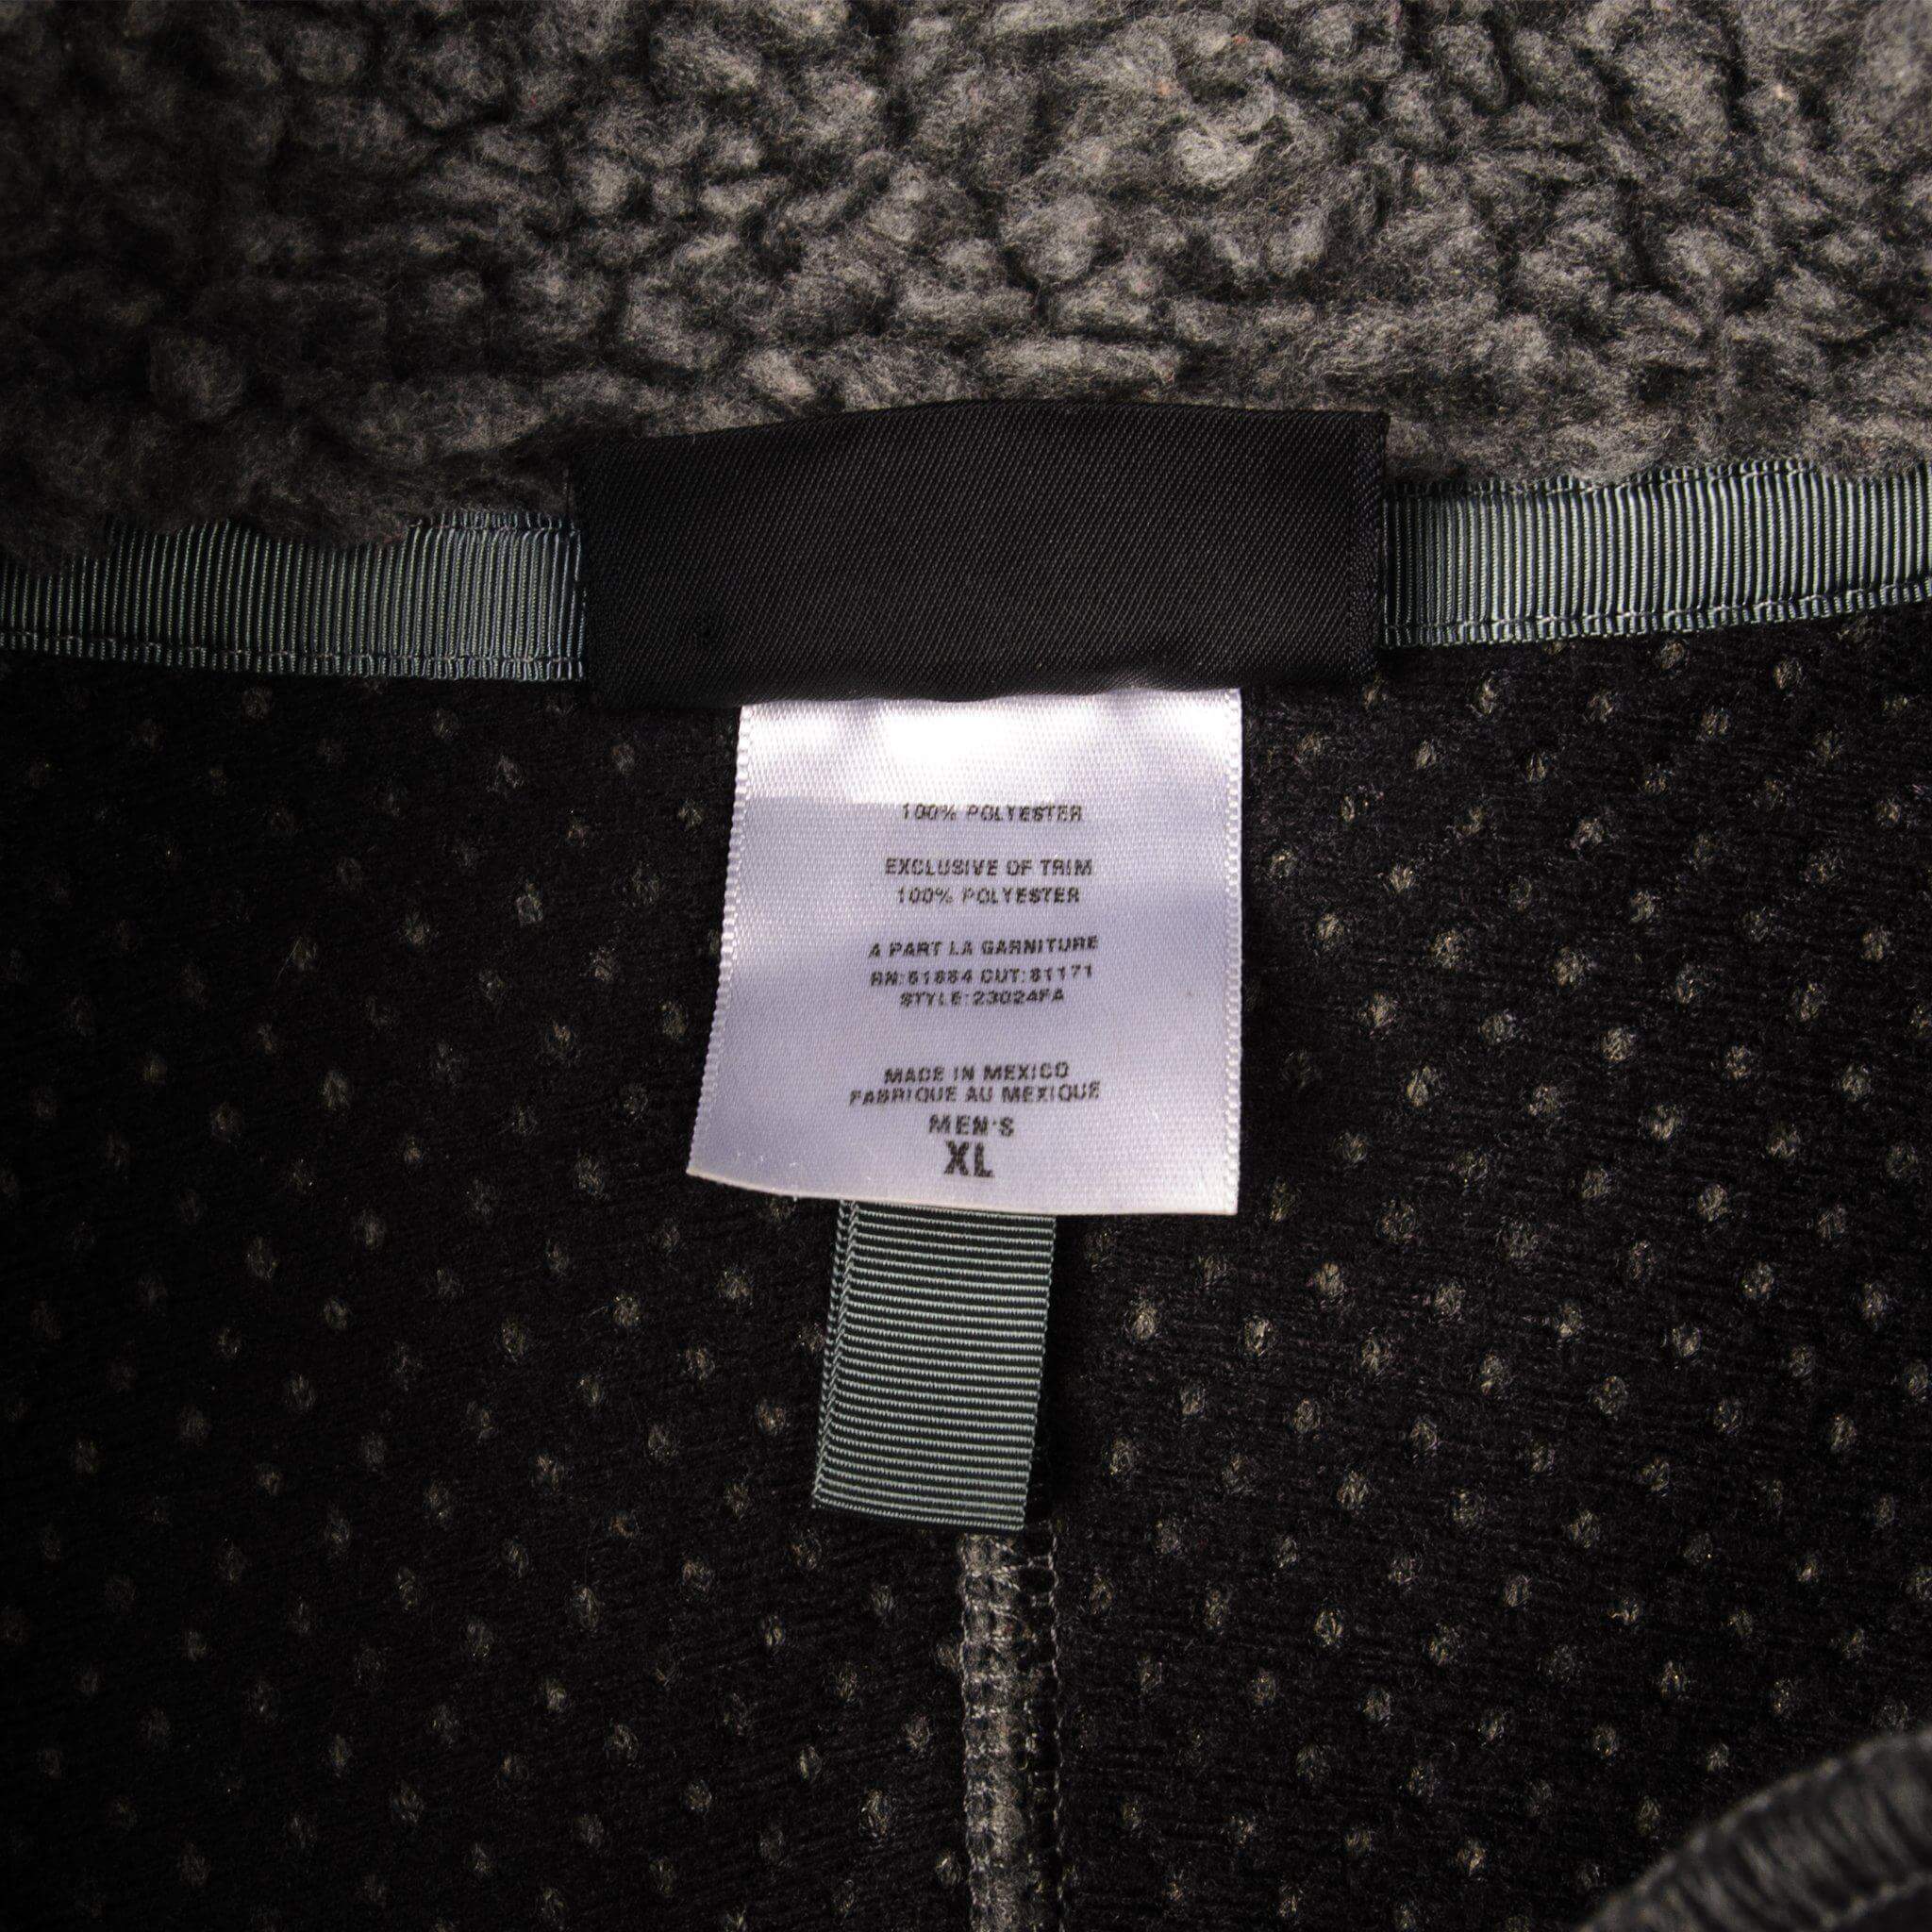 100% POLYESTER
EXCLUSIVE OF TRIM
100% POLYESTER
A PART LA GARNITURE
RN:51884 CUT:81171
STYLE:23024FA
MADE IN MEXICO
FABRIQUE AU MEXIQUE
MEN'S
XL